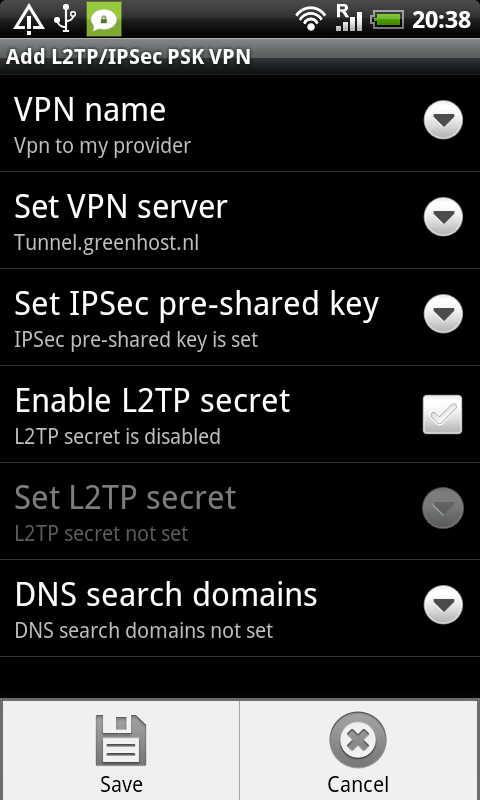 R 20:38
Add L2TP/IPSec PSK VPN
VPN name
Vpn to my provider
Set VPN server
Tunnel.greenhost.nl
Set IPSec pre-shared key
IPSec pre-shared key is set
Enable L2TP secret
L2TP secret is disabled
Set L2TP secret
L2TP secret not set
DNS search domains
DNS search domains not set
Save Cancel